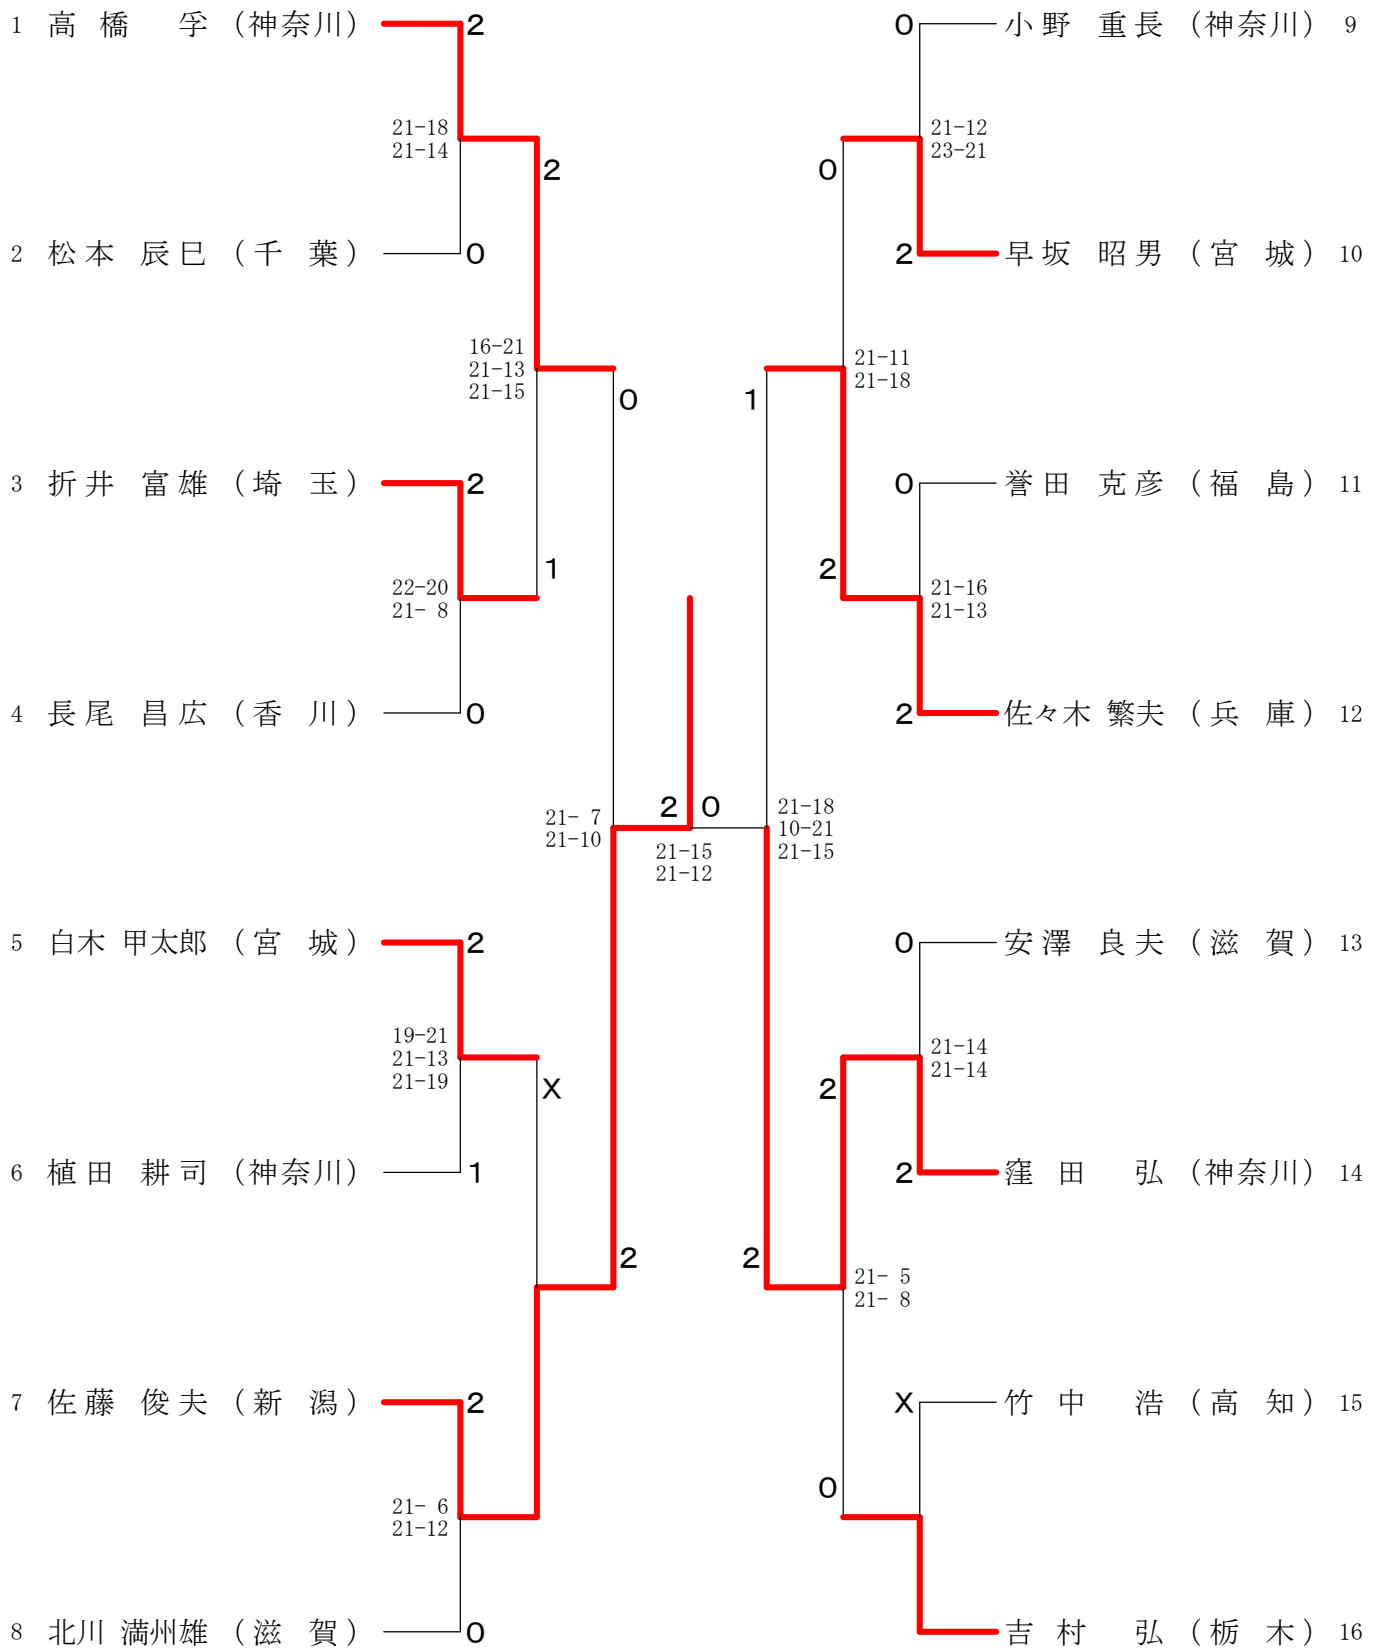 1 高橋 孚 (神奈川) 2
0 小野 重長 (神奈川) 9
21-18
21-14
21-12
23-21
2
0
2 松本 辰巳 (千 葉) 0
2 早坂 昭男 (宮 城) 10
16-21
21-13
21-15
21-11
21-18
0
1
3 折井 富雄 (埼 玉) 2
0 誉田 克彦 (福 島) 11
1
2
22-20
21- 8
21-16
21-13
4 長尾 昌広 (香 川) 0
2 佐々木 繁夫 (兵 庫) 12
21- 7
21-10
2 0
21-15
21-12
21-18
10-21
21-15
5 白木 甲太郎 (宮 城) 2
0 安澤 良夫 (滋 賀) 13
19-21
21-13
21-19
21-14
21-14
X
2
6 植田 耕司 (神奈川) 1
2 窪田 弘 (神奈川) 14
2
2
21- 5
21- 8
7 佐藤 俊夫 (新 潟) 2
X 竹中 浩 (高 知) 15
0
21- 6
21-12
8 北川 満州雄 (滋 賀) 0
吉村 弘 (栃 木) 16